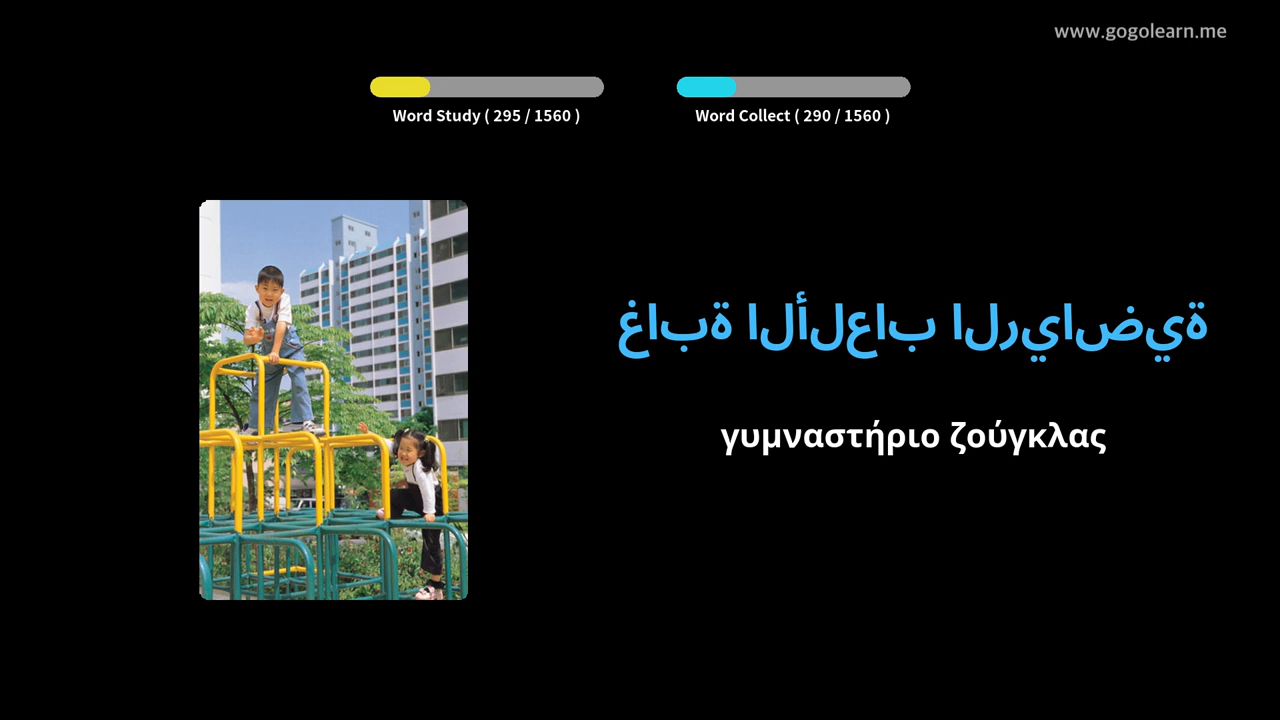 www.gogolearn.me
Word Study ( 295 / 1560 )
Word Collect ( 290 / 1560 )
غابة الألعاب الرياضية
γυμναστήριο ζούγκλας